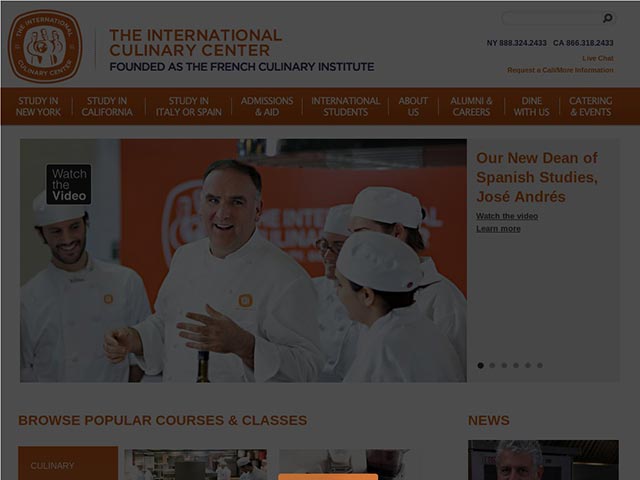 THE INTERNATIONAL
CULINARY CENTER
THE INTERNATIONAL
CULINARY CENTER
FOUNDED AS THE FRENCH CULINARY INSTITUTE
NY 888.324.2433 CA 866.318.2433
Live Chat
Request a Call/More Information
STUDY IN
NEW YORK
STUDY IN
CALIFORNIA
STUDY IN
ITALY OR SPAIN
ADMISSIONS
& AID
INTERNATIONAL
STUDENTS
ABOUT
US
ALUMNI &
CAREERS
DINE
WITH US
CATERING
& EVENTS
Watch
the
Video
THE INTERNATIONAL
Our New Dean of
Spanish Studies,
José Andrés
Watch the video
Learn more
BROWSE POPULAR COURSES & CLASSES
NEWS
CULINARY